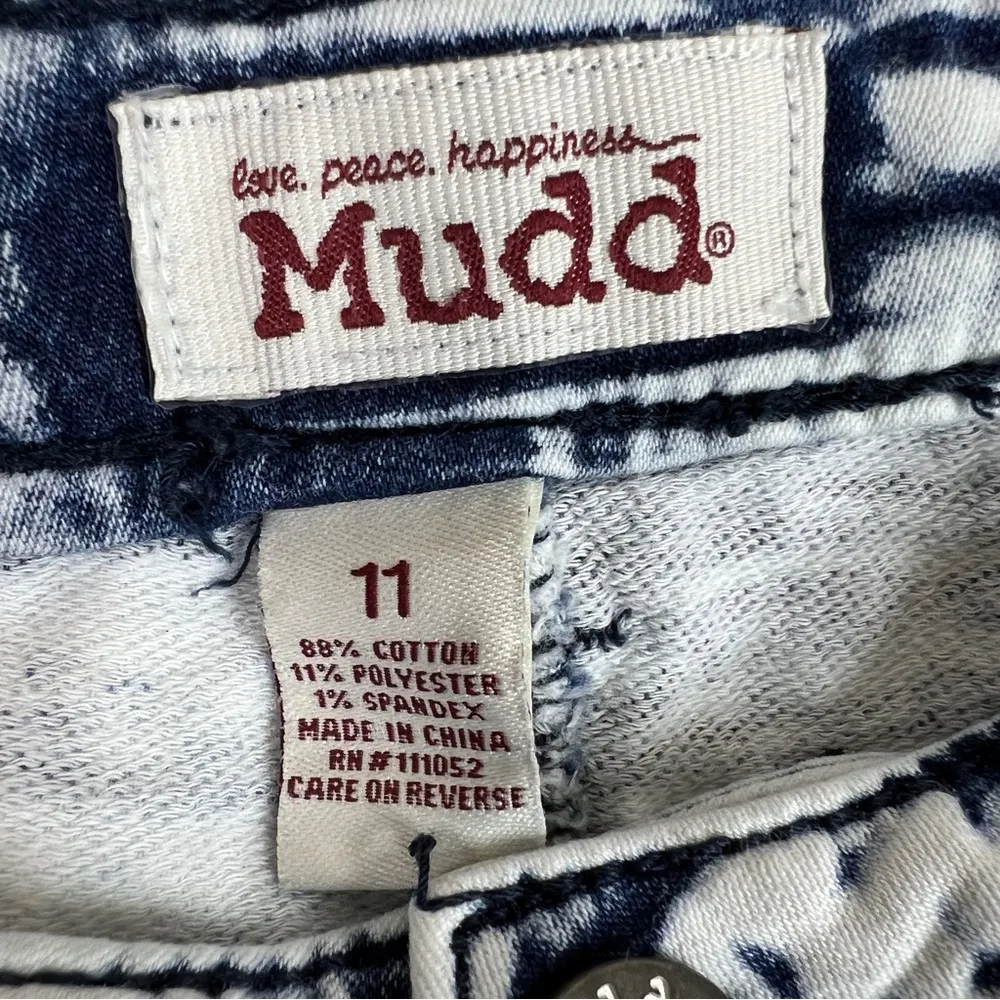 love. peace. happiness
Mudd®
11
88% COTTON
11% POLYESTER
1% SPANDEX
MADE IN CHINA
RN#111052
CARE ON REVERSE